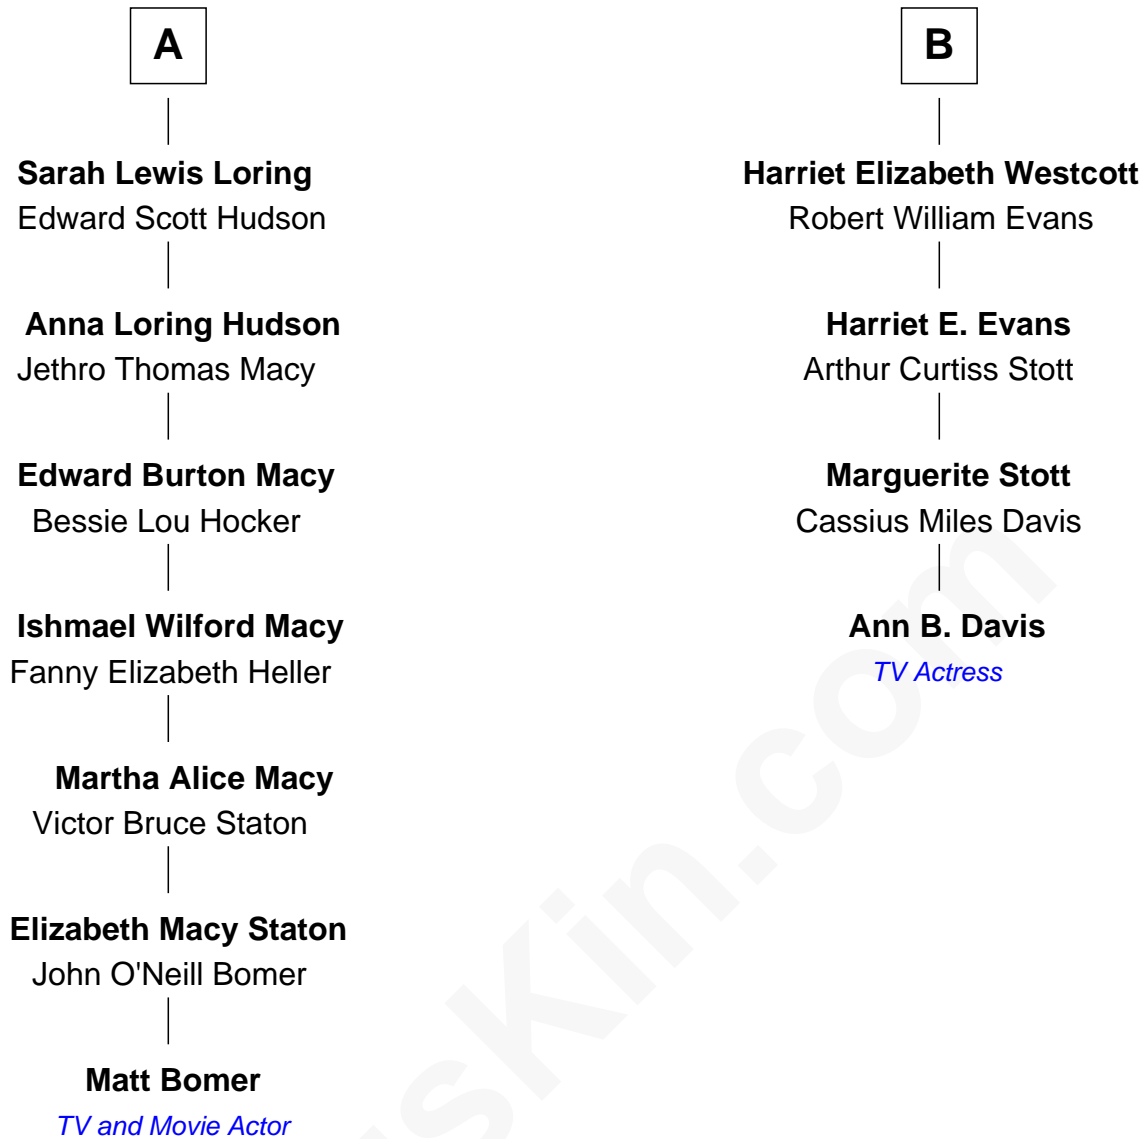 A
Sarah Lewis Loring
Edward Scott Hudson
Anna Loring Hudson
Jethro Thomas Macy
Edward Burton Macy
Bessie Lou Hocker
Ishmael Wilford Macy
Fanny Elizabeth Heller
Martha Alice Macy
Victor Bruce Staton
Elizabeth Macy Staton
John O'Neill Bomer
Matt Bomer
TV and Movie Actor
B
Harriet Elizabeth Westcott
Robert William Evans
Harriet E. Evans
Arthur Curtiss Stott
Marguerite Stott
Cassius Miles Davis
Ann B. Davis
TV Actress
sKin.com